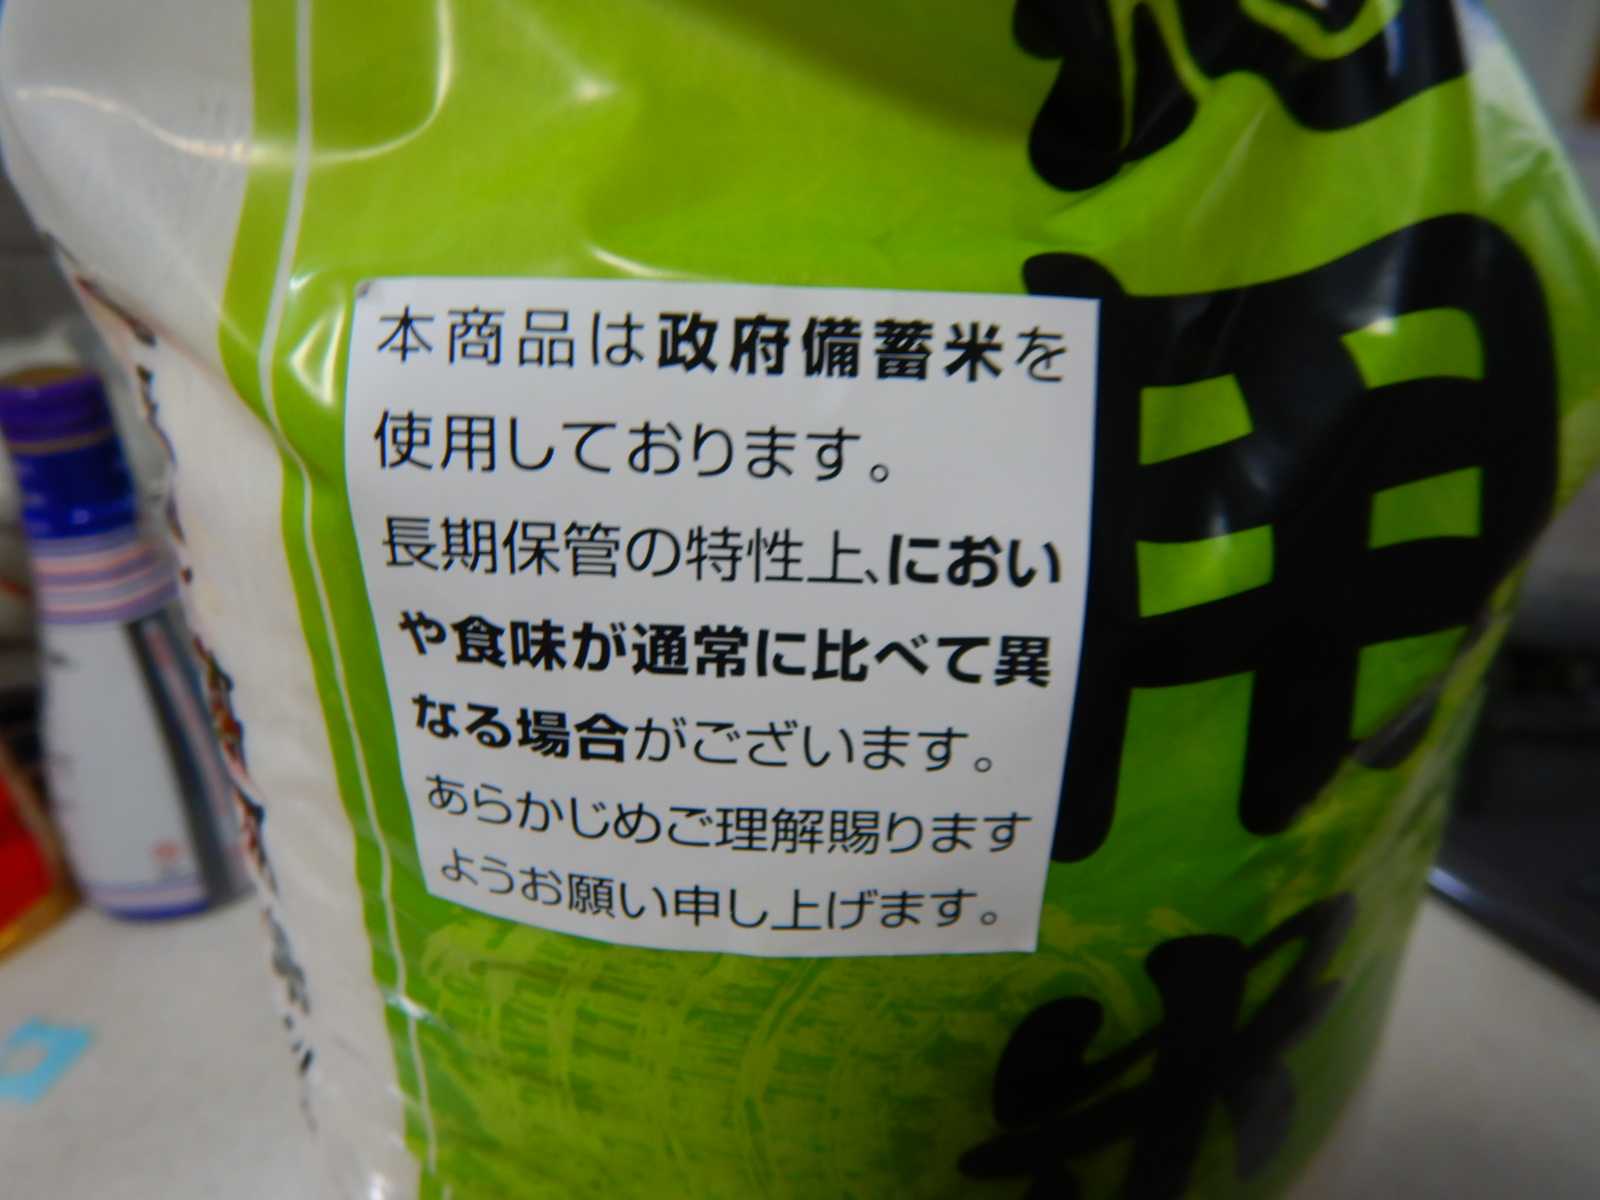 本商品は政府備蓄米を
使用しております。
長期保管の特性上、におい
や食味が通常に比べて異
なる場合がございます。
あらかじめご理解賜ります
ようお願い申し上げます。
用米